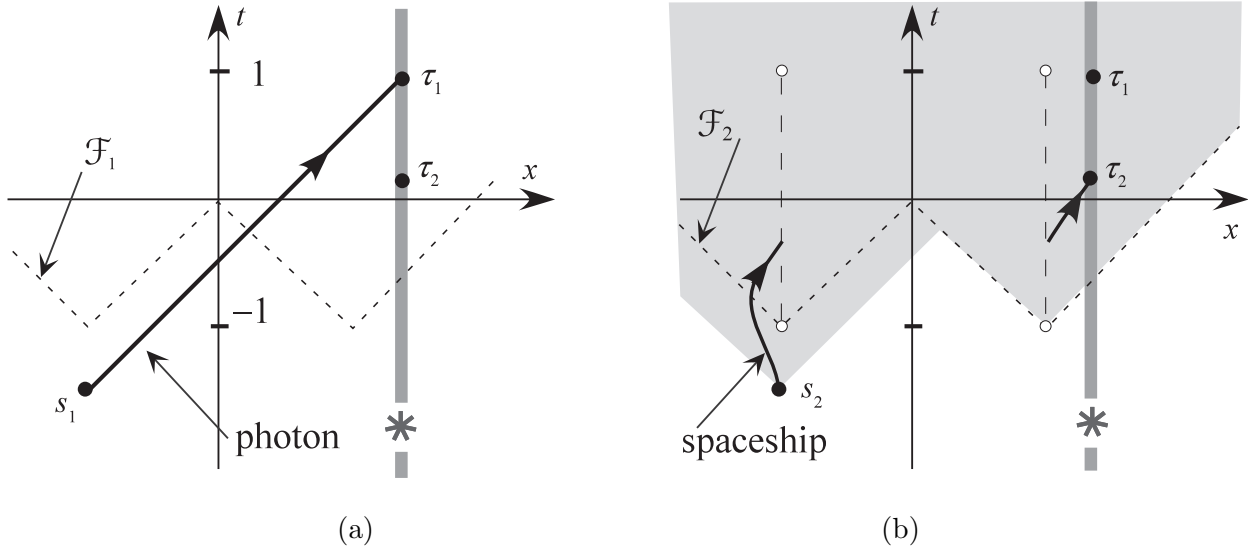 t
1
τ₁
ℱ₁
τ₂
x
−1
s₁
photon
*
(a)
t
τ₁
ℱ₂
τ₂
x
s₂
spaceship
*
(b)